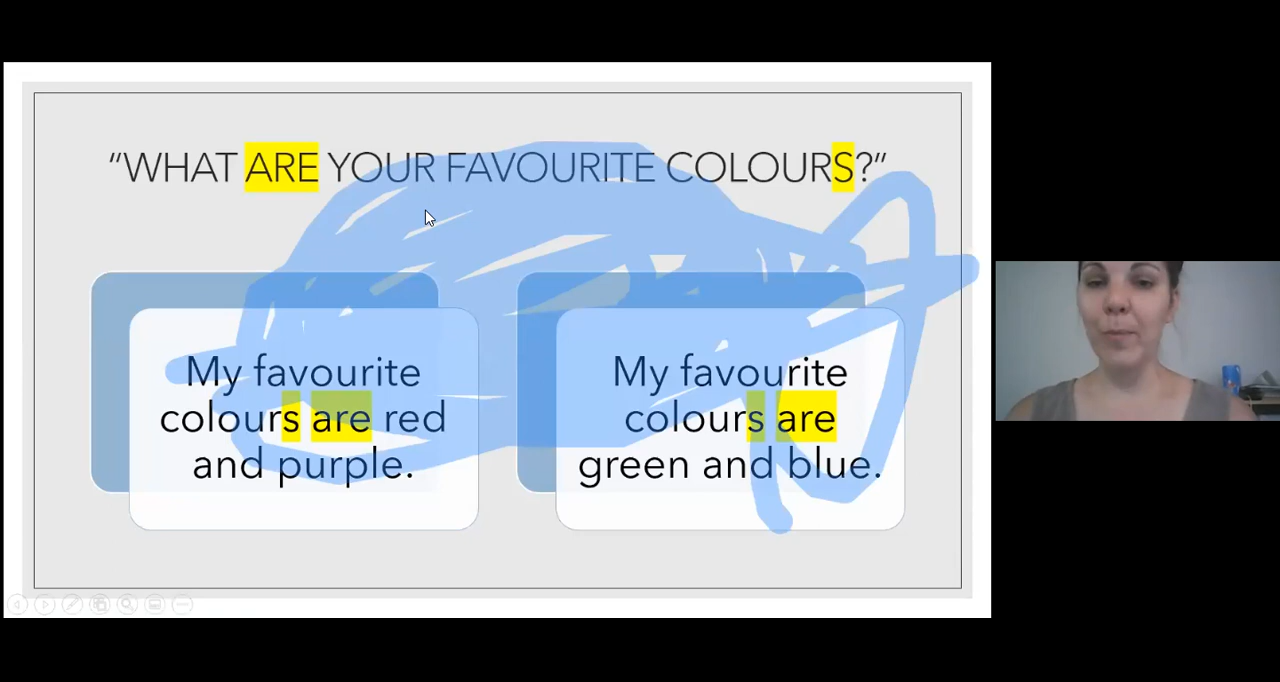 “WHAT ARE YOUR FAVOURITE COLOURS?”
My favourite
colours are red
and purple.
My favourite
colours are
green and blue.